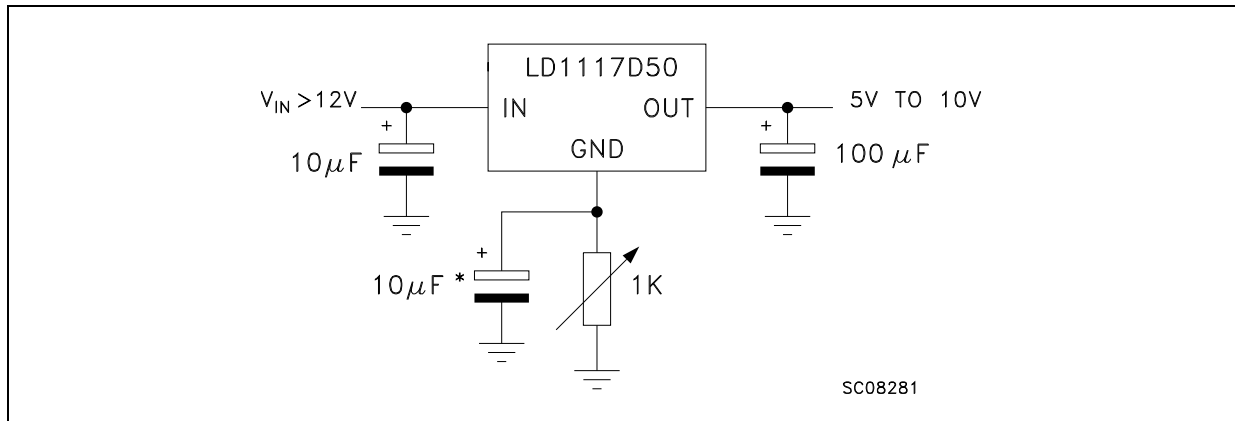 LD1117D50
V_IN >12V
IN
OUT
5V TO 10V
+
+
GND
10µF
100 µF
+
10µF *
1K
SC08281